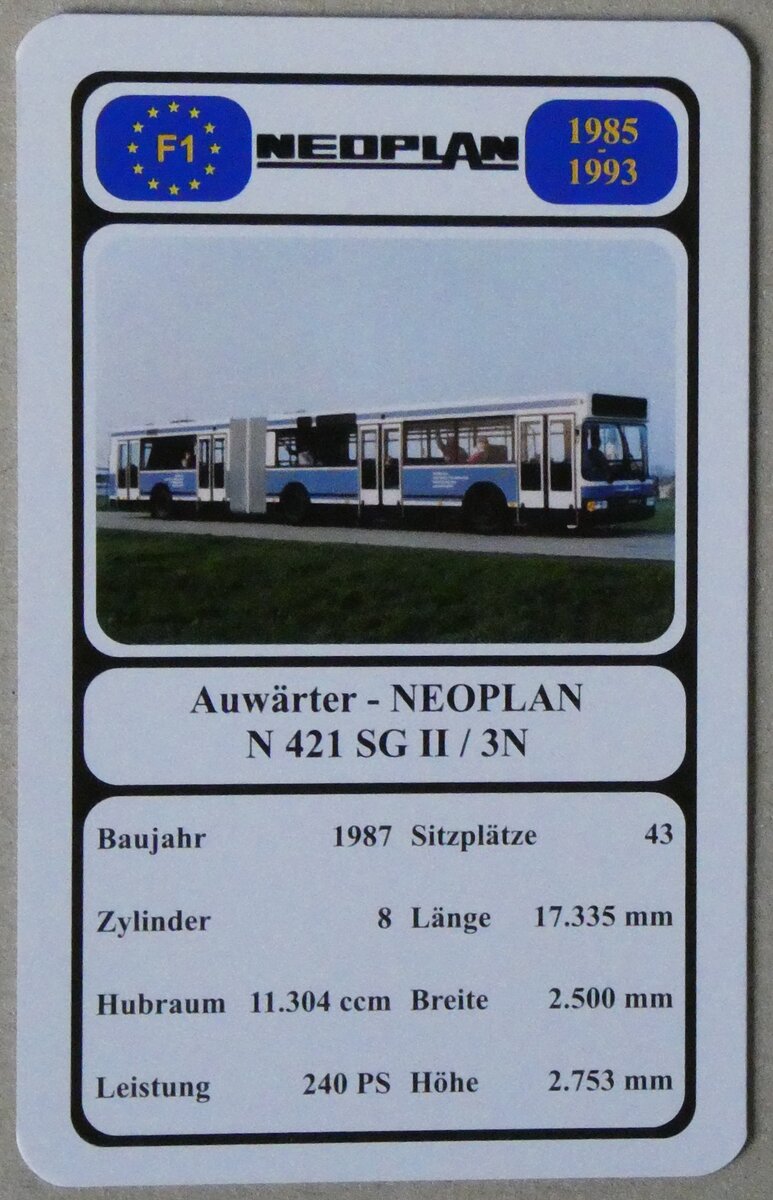 F1
NEOPLAN
1985
-
1993
Auwärter - NEOPLAN
N 421 SG II / 3N
Baujahr 1987 Sitzplätze 43
Zylinder 8 Länge 17.335 mm
Hubraum 11.304 ccm Breite 2.500 mm
Leistung 240 PS Höhe 2.753 mm